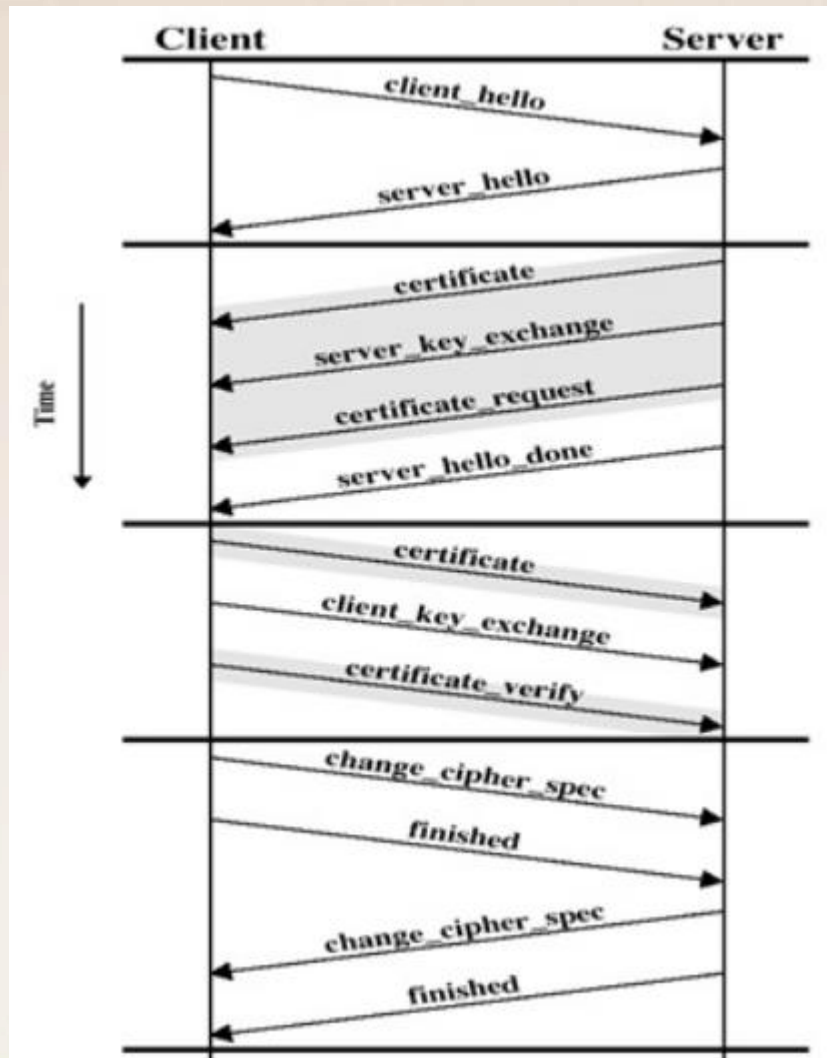 Client
Server
client_hello
server_hello
certificate
server_key_exchange
certificate_request
server_hello_done
Time
certificate
client_key_exchange
certificate_verify
change_cipher_spec
finished
change_cipher_spec
finished